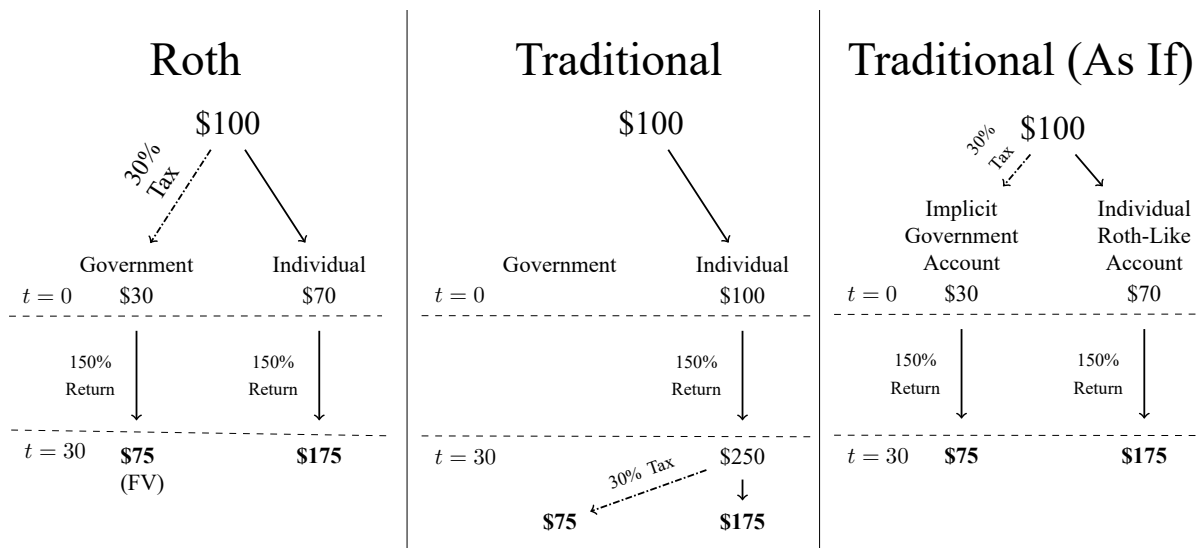 Roth
$100
30%
Tax
Government
Individual
t = 0
$30
$70
150%
Return
150%
Return
t = 30
$75
(FV)
$175
Traditional
$100
Government
Individual
t = 0
$100
150%
Return
t = 30
$250
30% Tax
$75
$175
Traditional (As If)
$100
30%
Tax
Implicit
Government
Account
Individual
Roth-Like
Account
t = 0
$30
$70
150%
Return
150%
Return
t = 30
$75
$175